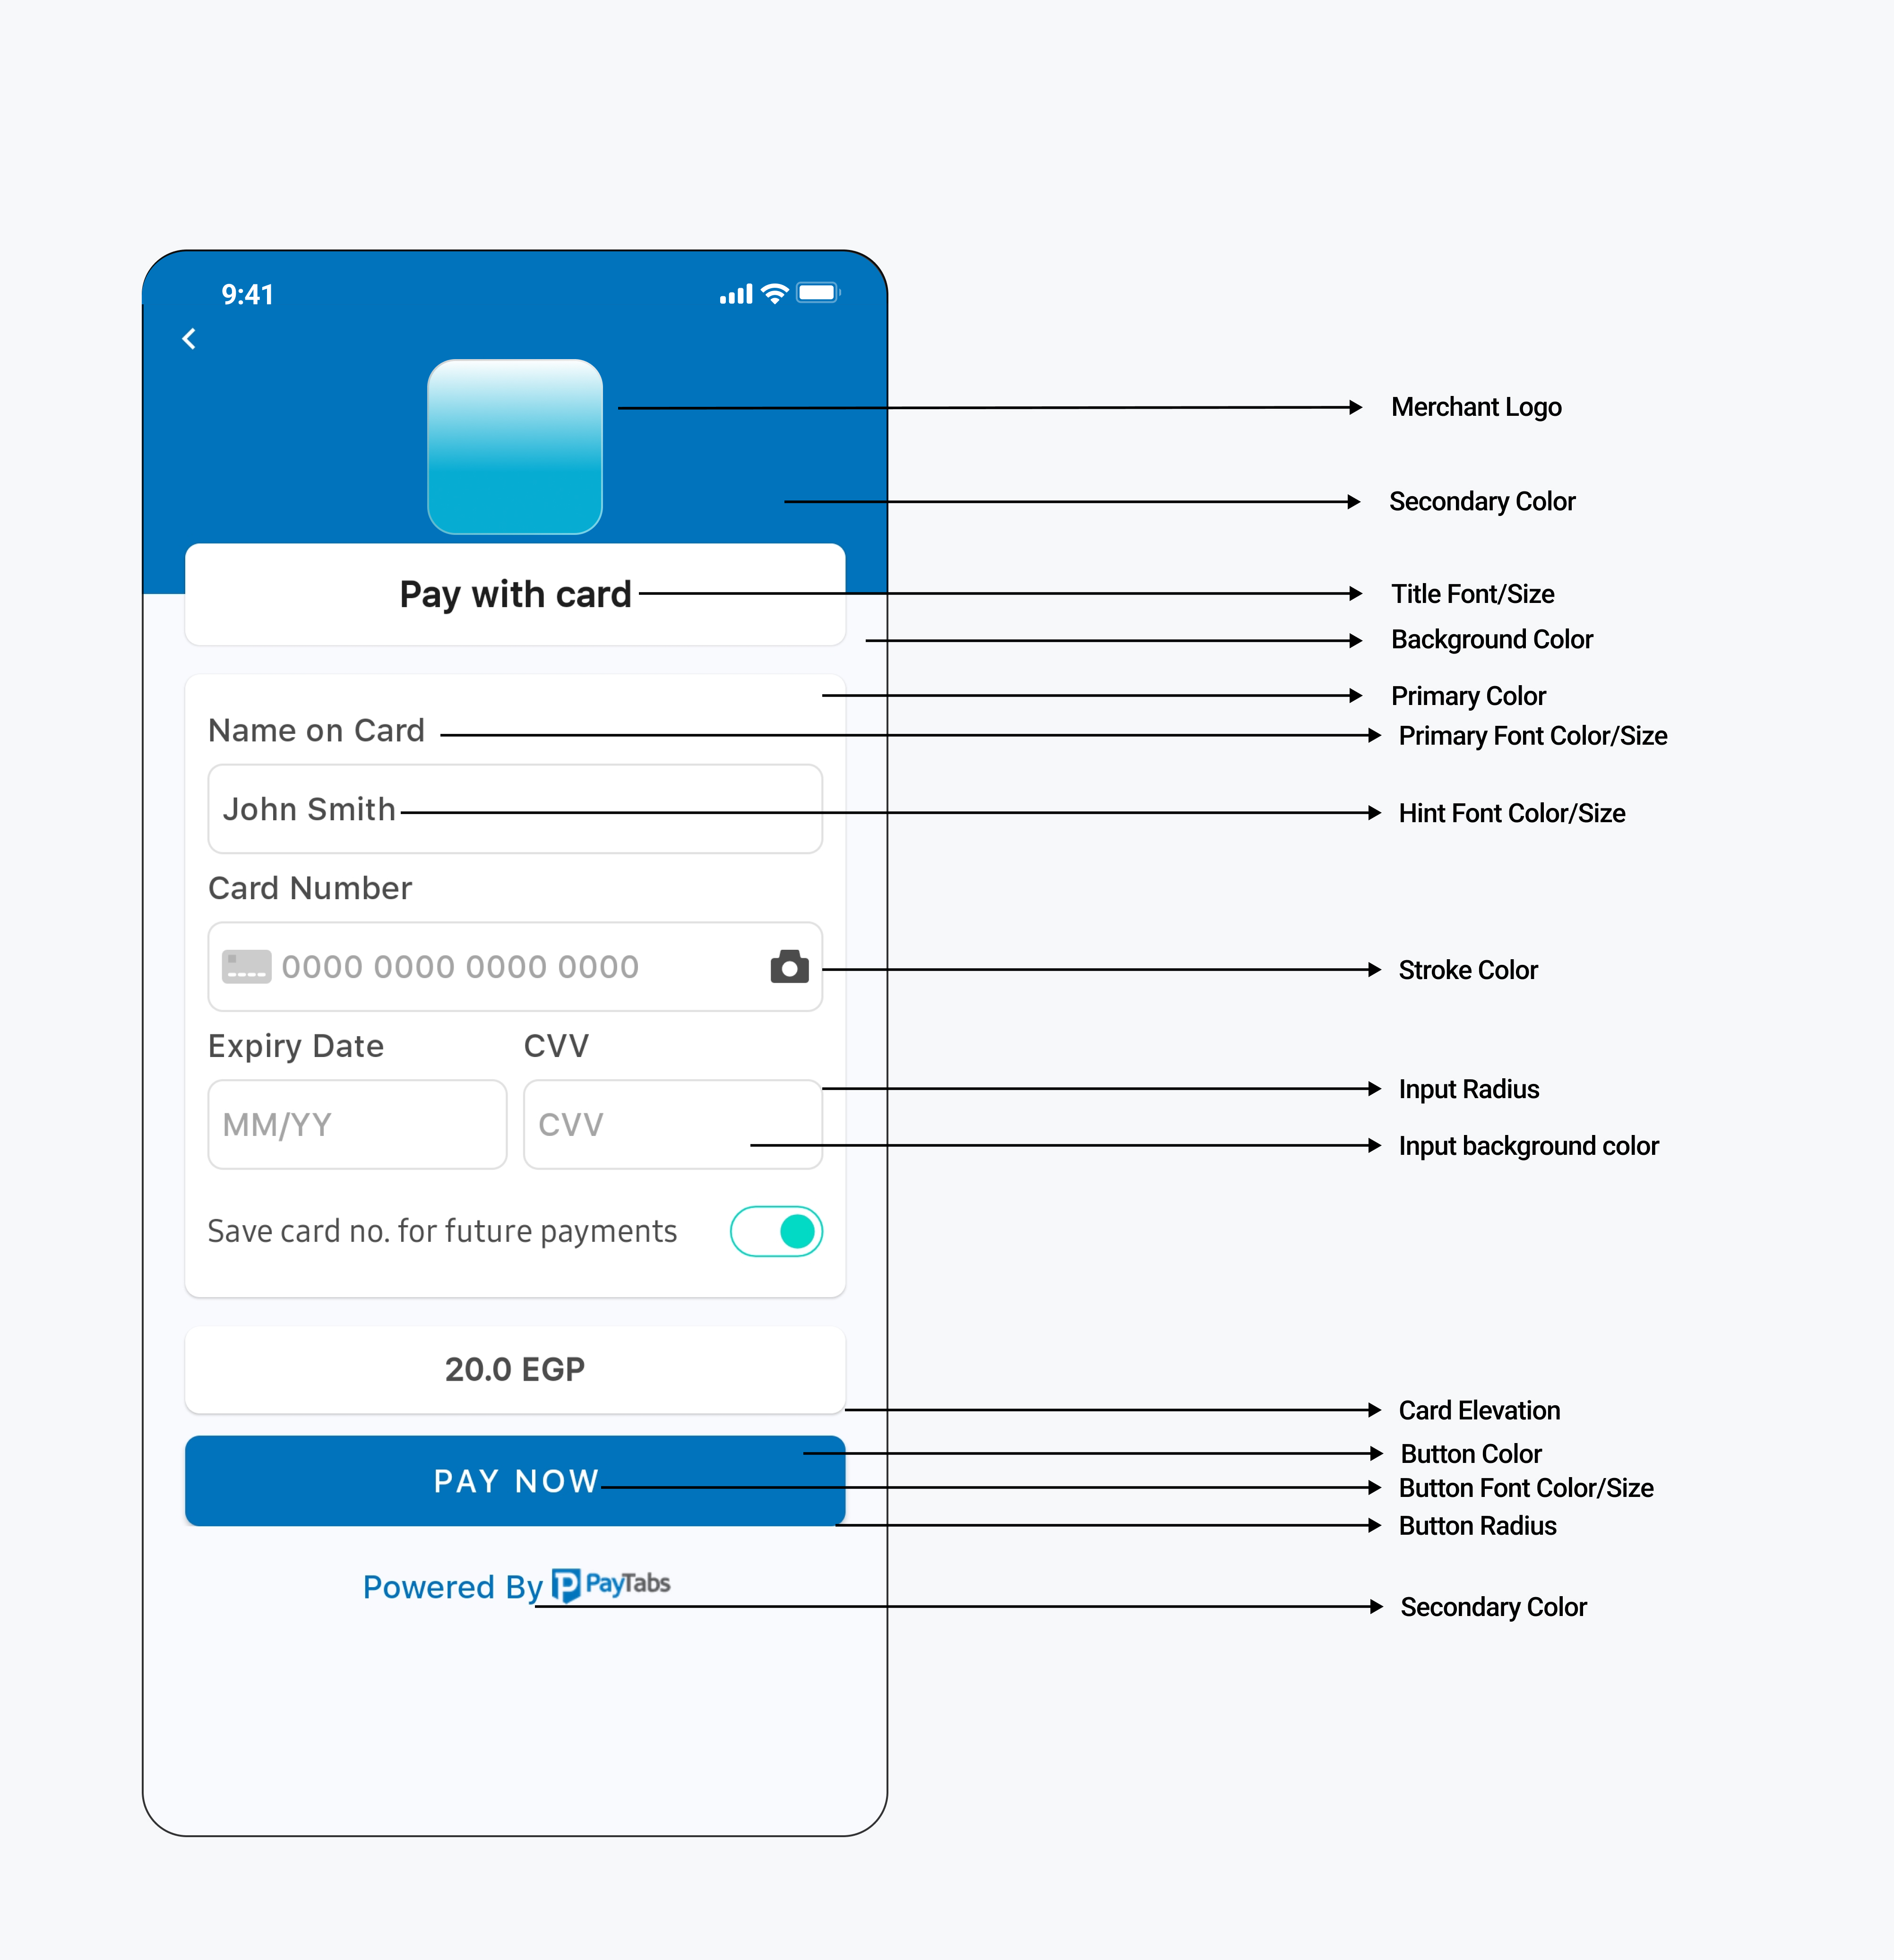 9:41
Merchant Logo
Secondary Color
Pay with card
Title Font/Size
Background Color
Primary Color
Name on Card
Primary Font Color/Size
John Smith
Hint Font Color/Size
Card Number
0000 0000 0000 0000
Stroke Color
Expiry Date CVV
Input Radius
MM/YY CVV
Input background color
Save card no. for future payments
20.0 EGP
Card Elevation
Button Color
PAY NOW
Button Font Color/Size
Button Radius
Powered By PayTabs
Secondary Color